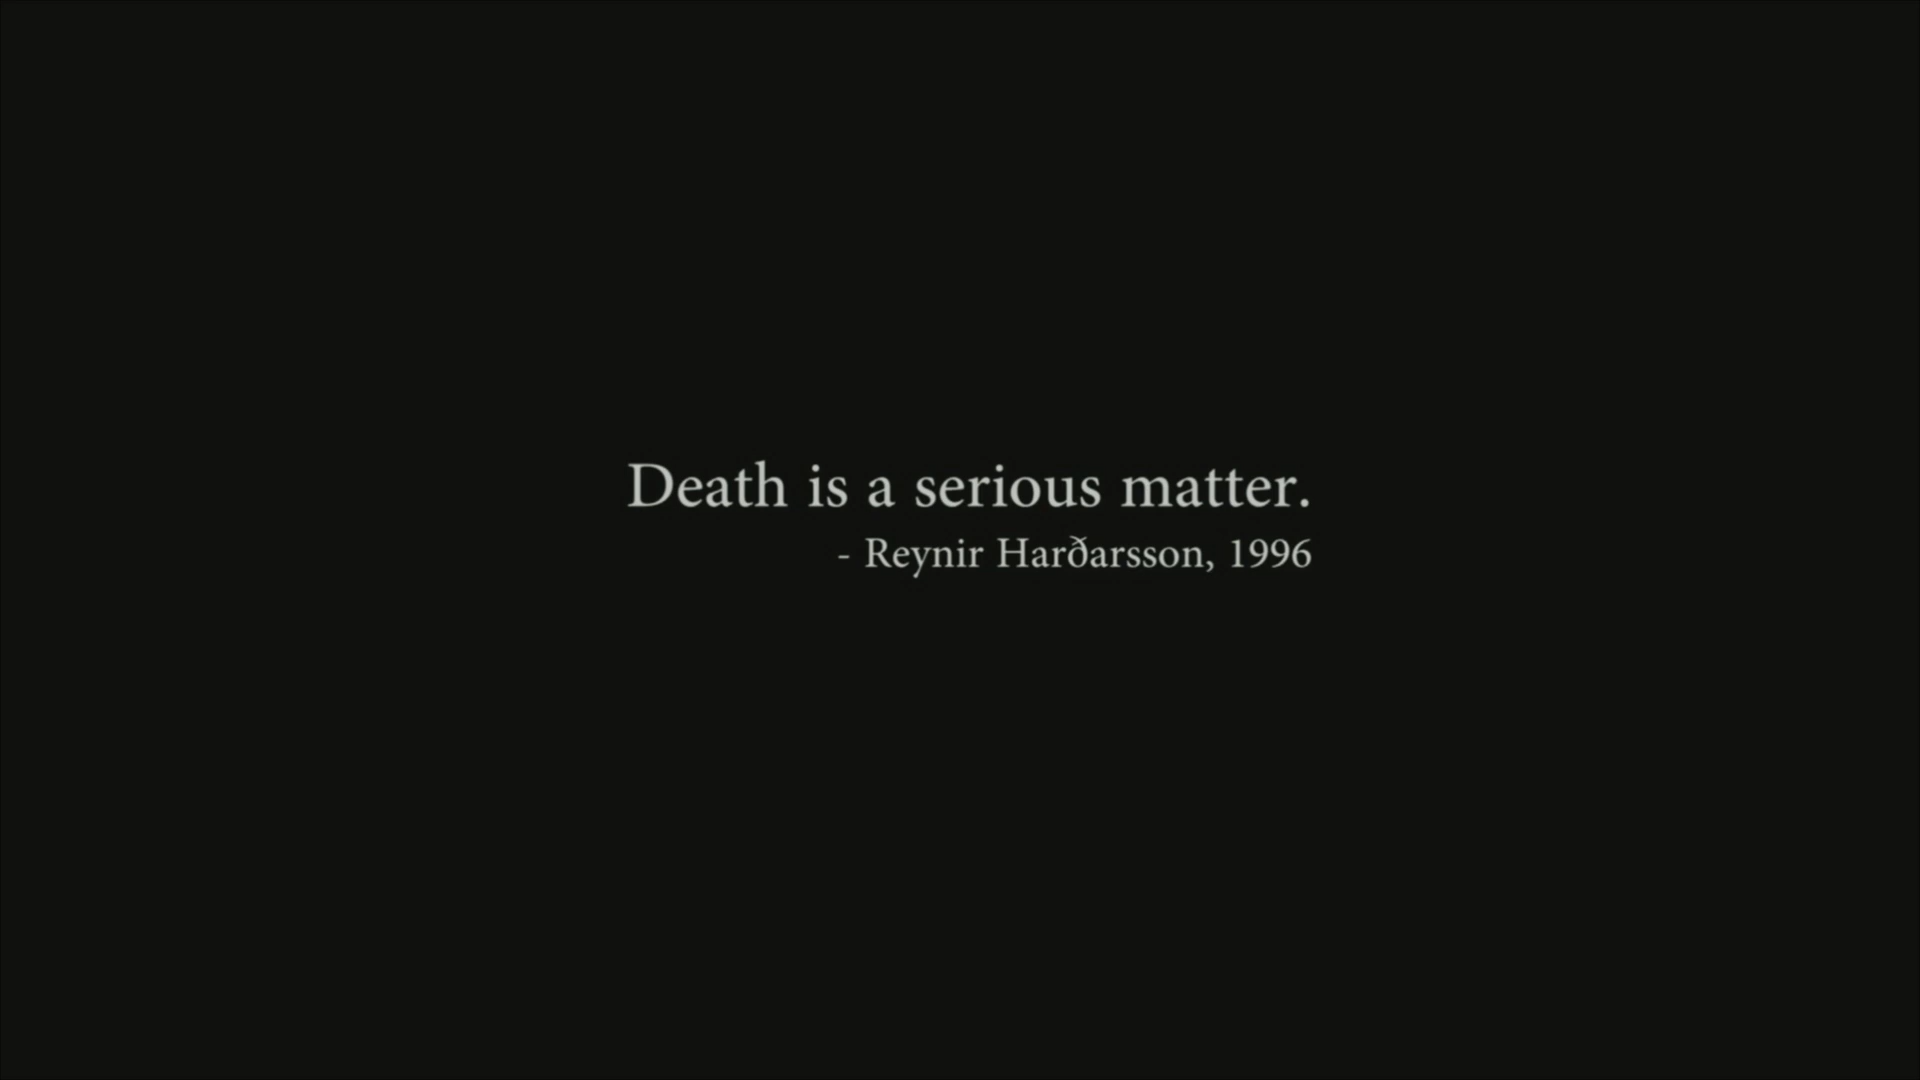 Death is a serious matter.
- Reynir Harðarsson, 1996